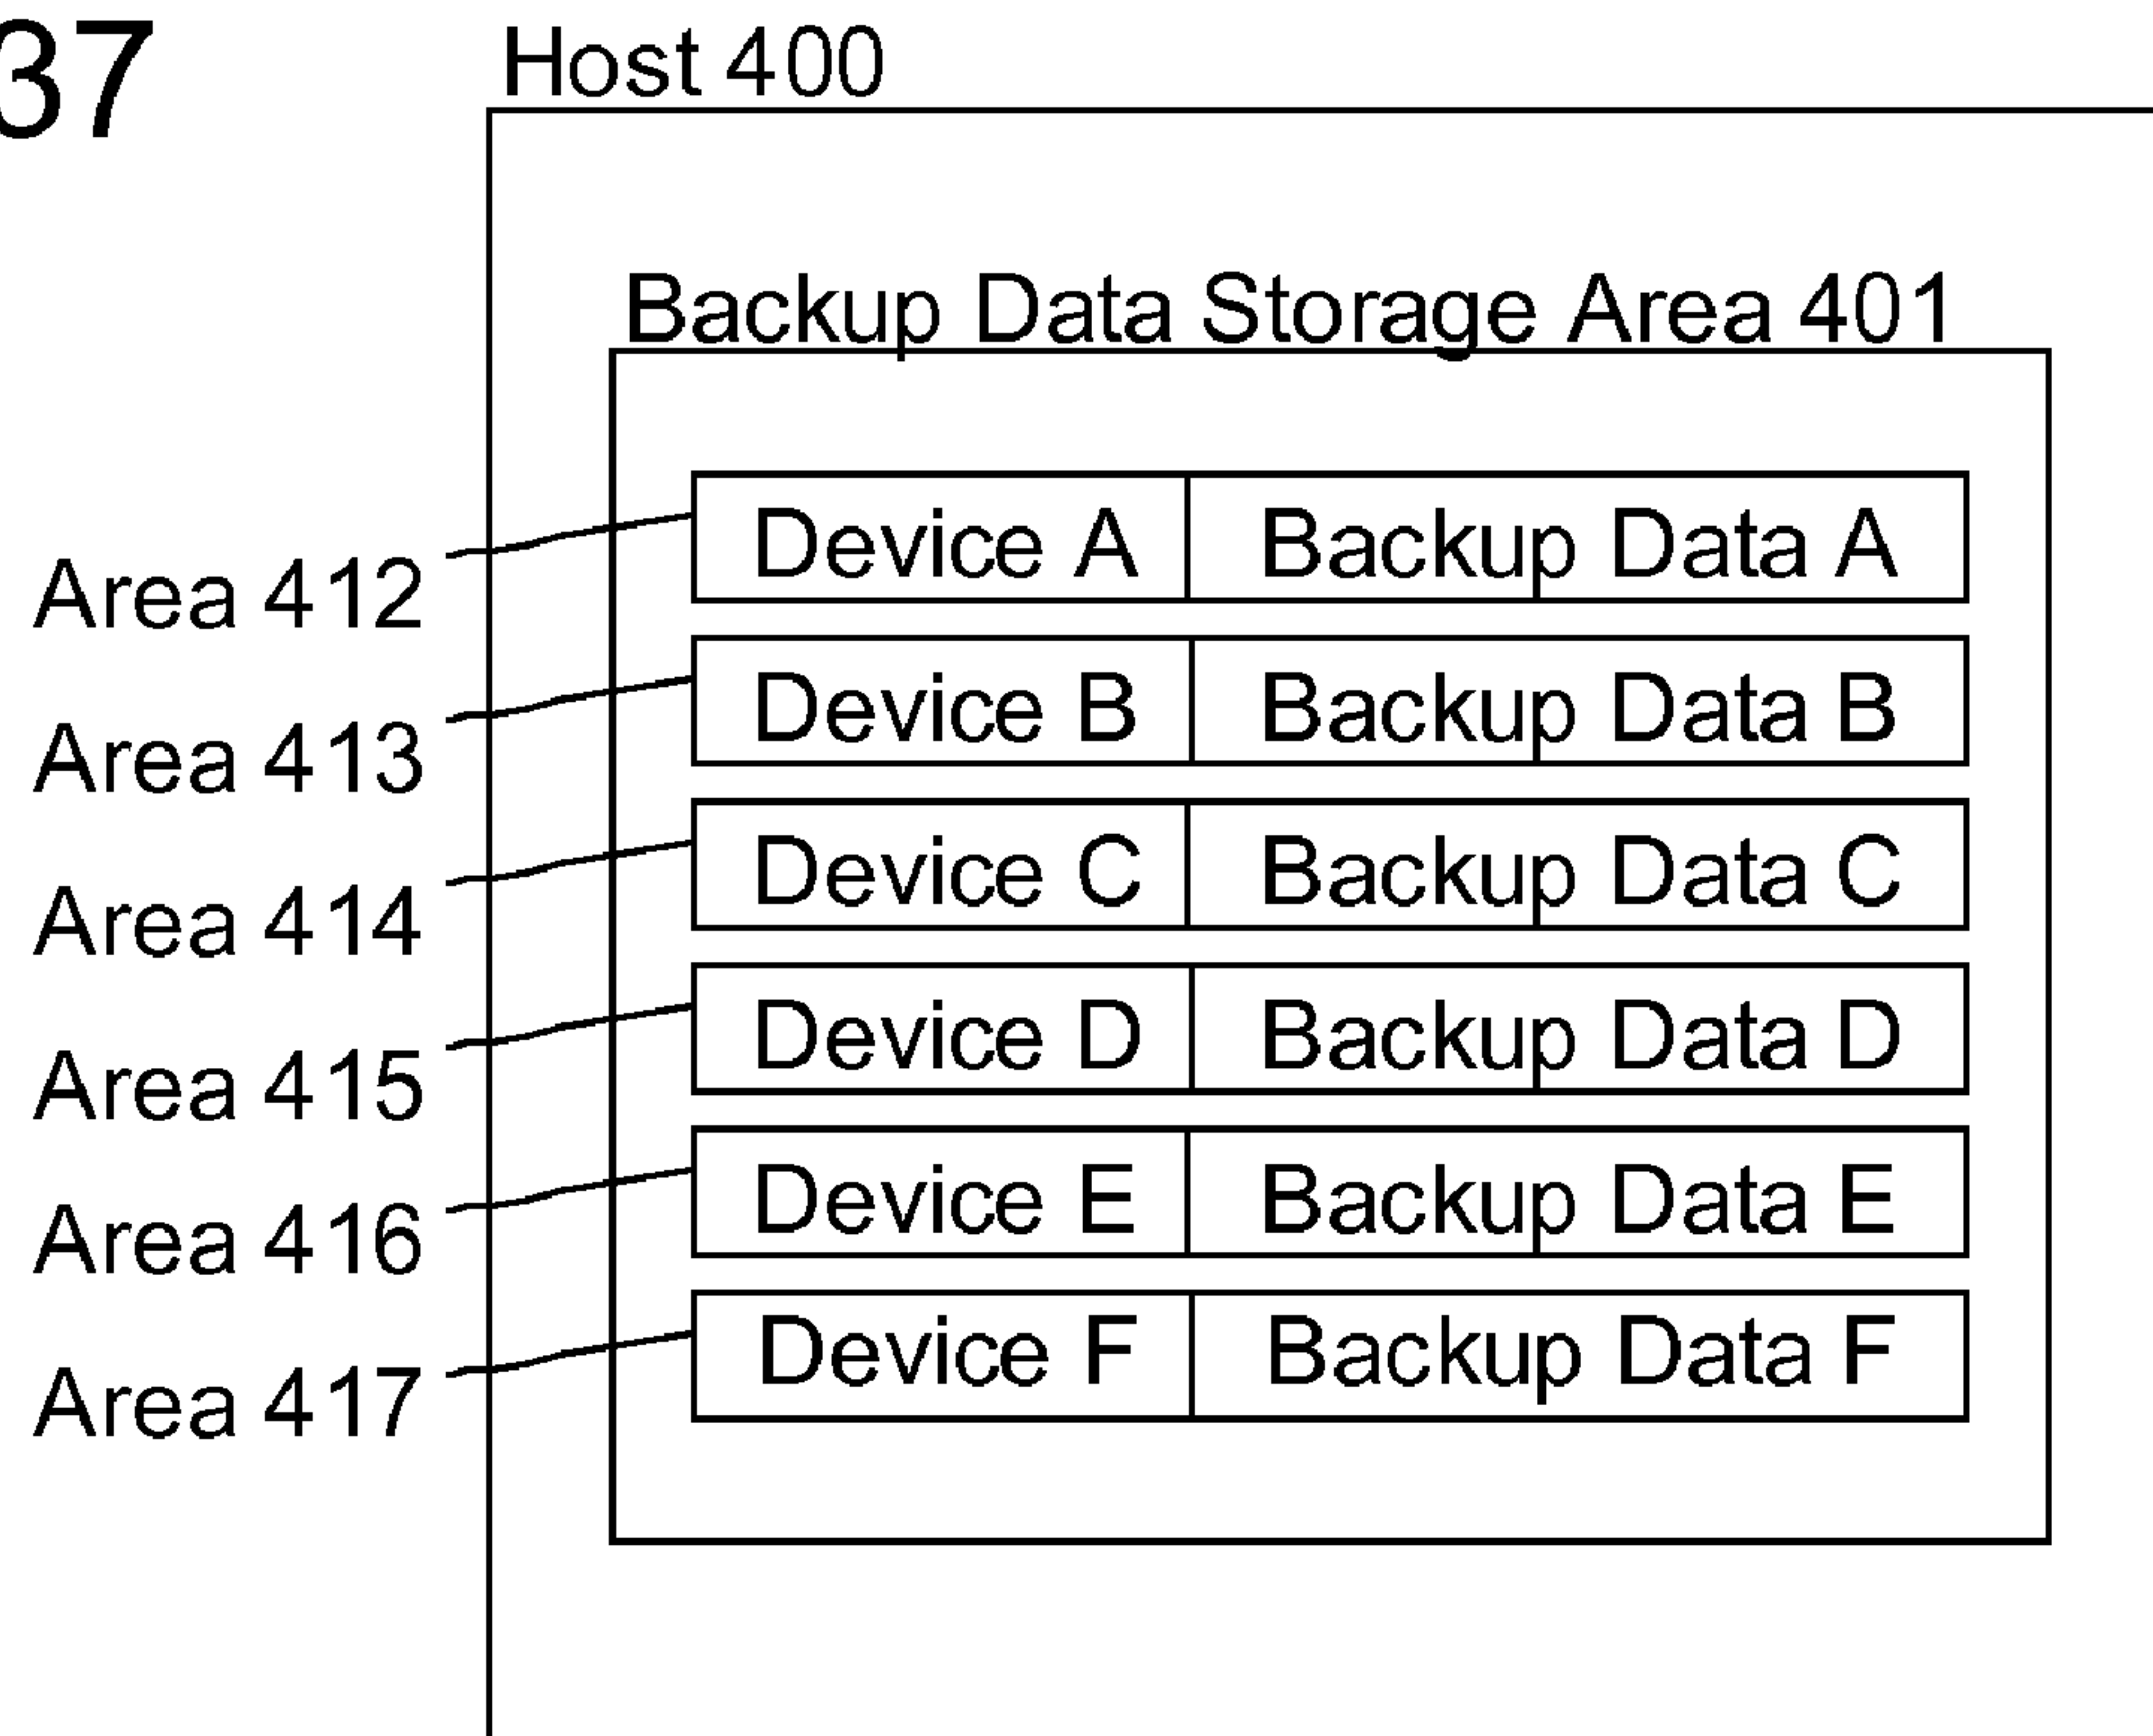 37
Host 400
Backup Data Storage Area 401
Area 412 Device A Backup Data A
Area 413 Device B Backup Data B
Area 414 Device C Backup Data C
Area 415 Device D Backup Data D
Area 416 Device E Backup Data E
Area 417 Device F Backup Data F